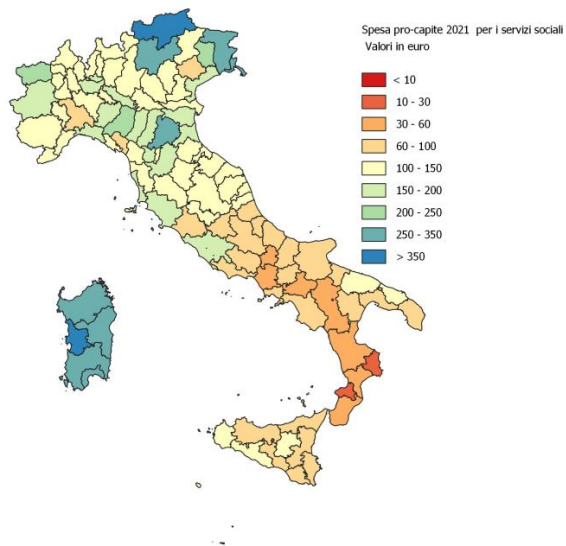 Spesa pro-capite 2021 per i servizi sociali
Valori in euro
< 10
10 - 30
30 - 60
60 - 100
100 - 150
150 - 200
200 - 250
250 - 350
> 350